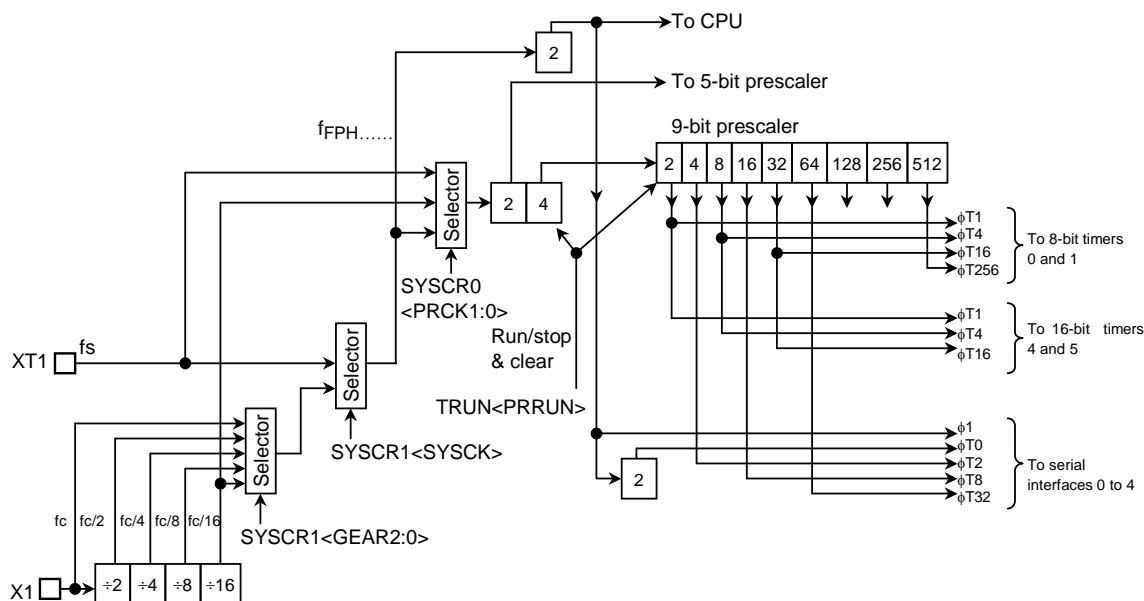 To CPU
2
To 5-bit prescaler
fFPH......
9-bit prescaler
2 4 8 16 32 64 128 256 512
Selector
2 4
ϕT1
ϕT4
ϕT16
ϕT256
To 8-bit timers
0 and 1
SYSCR0
<PRCK1:0>
Run/stop
& clear
ϕT1
ϕT4
ϕT16
To 16-bit timers
4 and 5
XT1
fs
Selector
TRUN<PRRUN>
SYSCR1<SYSCK>
Selector
ϕ1
ϕT0
ϕT2
ϕT8
ϕT32
To serial
interfaces 0 to 4
2
fc fc/2 fc/4 fc/8 fc/16
SYSCR1<GEAR2:0>
X1
÷2 ÷4 ÷8 ÷16